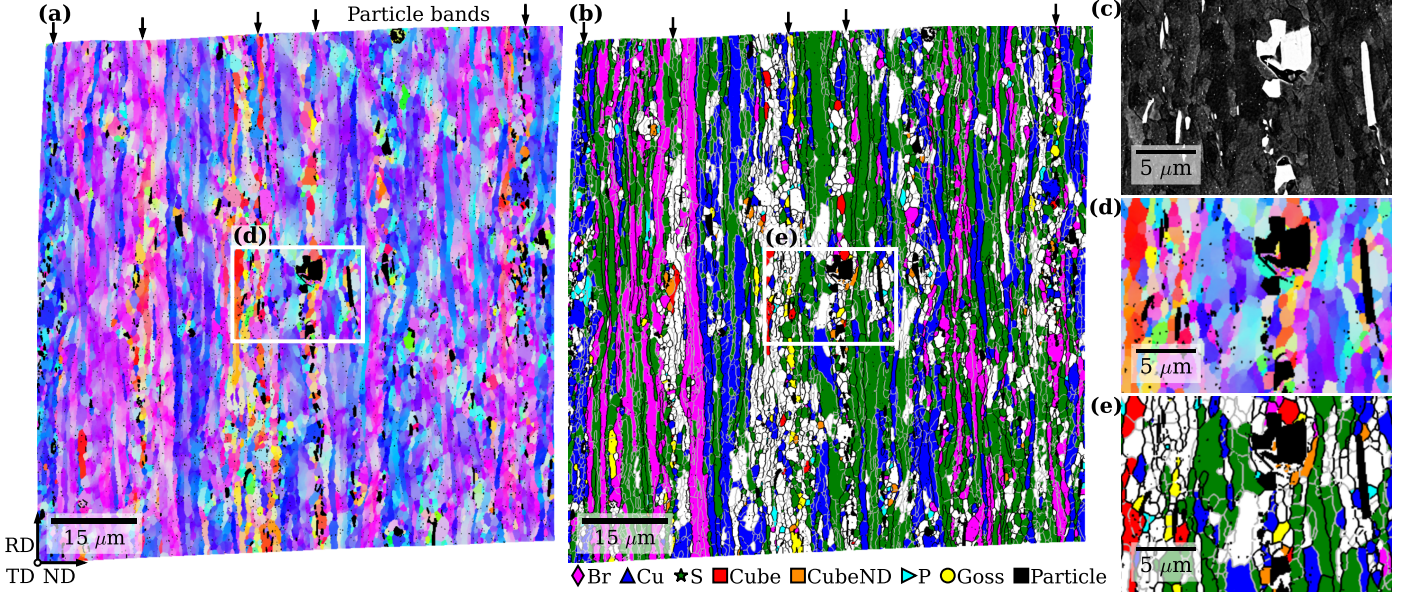 (a)
Particle bands
(b)
(c)
(d)
(e)
5 μm
(d)
5 μm
(e)
5 μm
15 μm
15 μm
RD
TD ND
Br Cu S Cube CubeND P Goss Particle